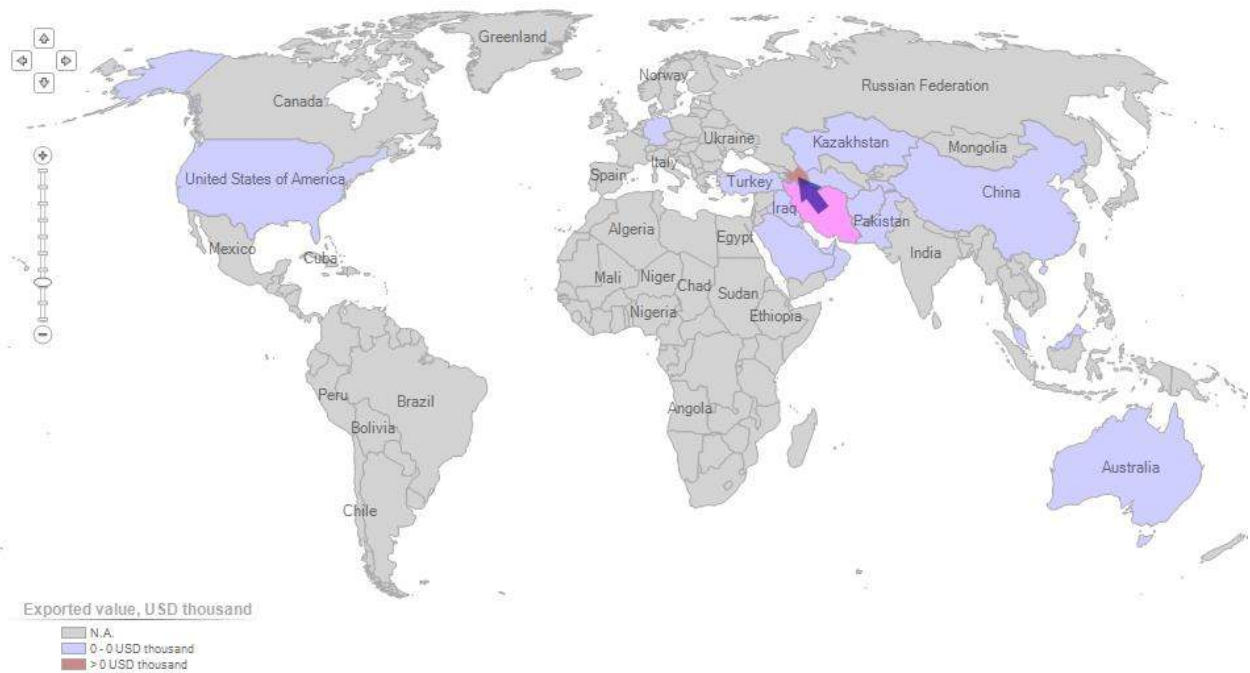 Greenland
Norway
Russian Federation
Canada
Ukraine
Kazakhstan
Mongolia
Italy
Spain
United States of America
Turkey
China
Iraq
Pakistan
Mexico
Cuba
Algeria
Egypt
India
Mali
Niger
Chad
Sudan
Nigeria
Ethiopia
Peru
Brazil
Angola
Bolivia
Australia
Chile
Exported value, USD thousand
N.A.
0 - 0 USD thousand
> 0 USD thousand